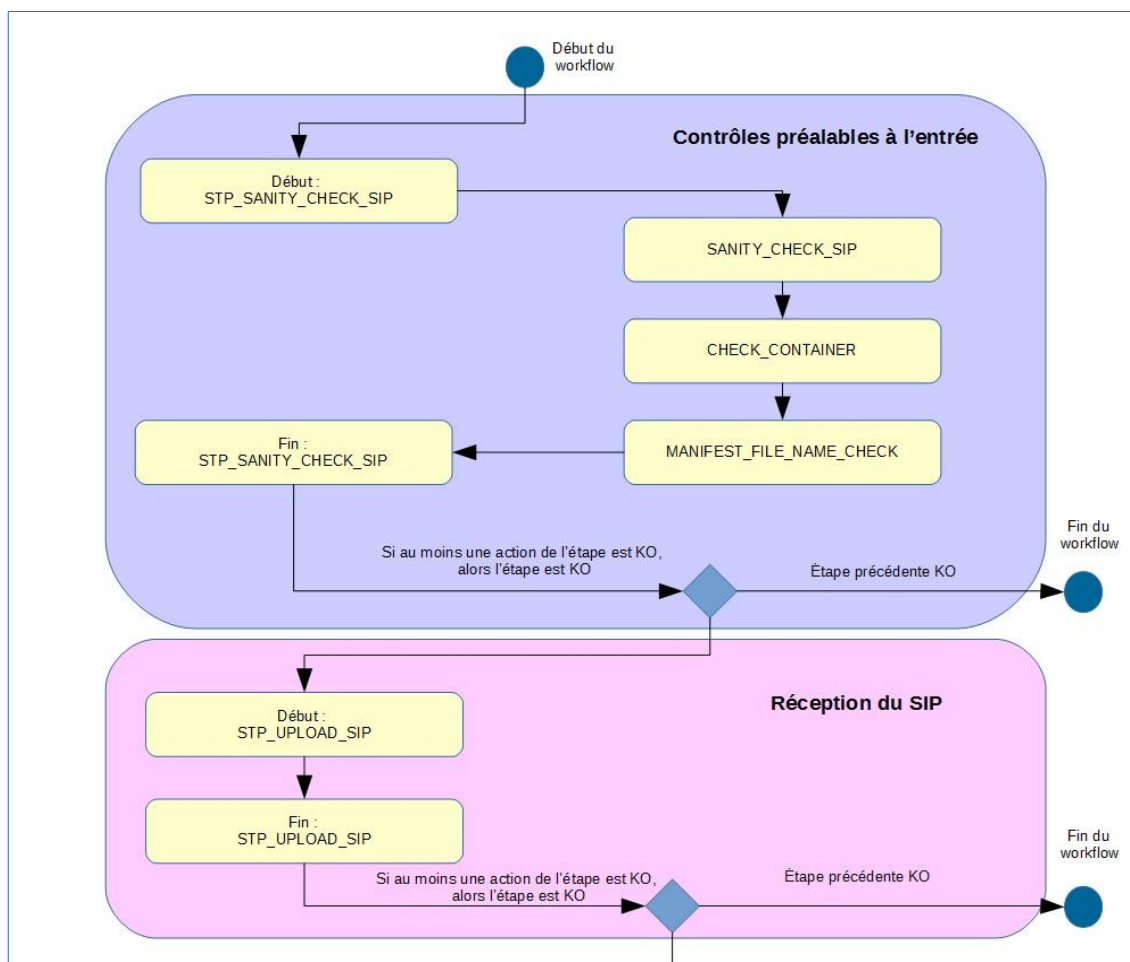 Début du
workflow
Contrôles préalables à l'entrée
Début :
STP_SANITY_CHECK_SIP
SANITY_CHECK_SIP
CHECK_CONTAINER
MANIFEST_FILE_NAME_CHECK
Fin :
STP_SANITY_CHECK_SIP
Si au moins une action de l'étape est KO,
alors l'étape est KO
Étape précédente KO
Fin du
workflow
Réception du SIP
Début :
STP_UPLOAD_SIP
Fin :
STP_UPLOAD_SIP
Si au moins une action de l'étape est KO,
alors l'étape est KO
Étape précédente KO
Fin du
workflow